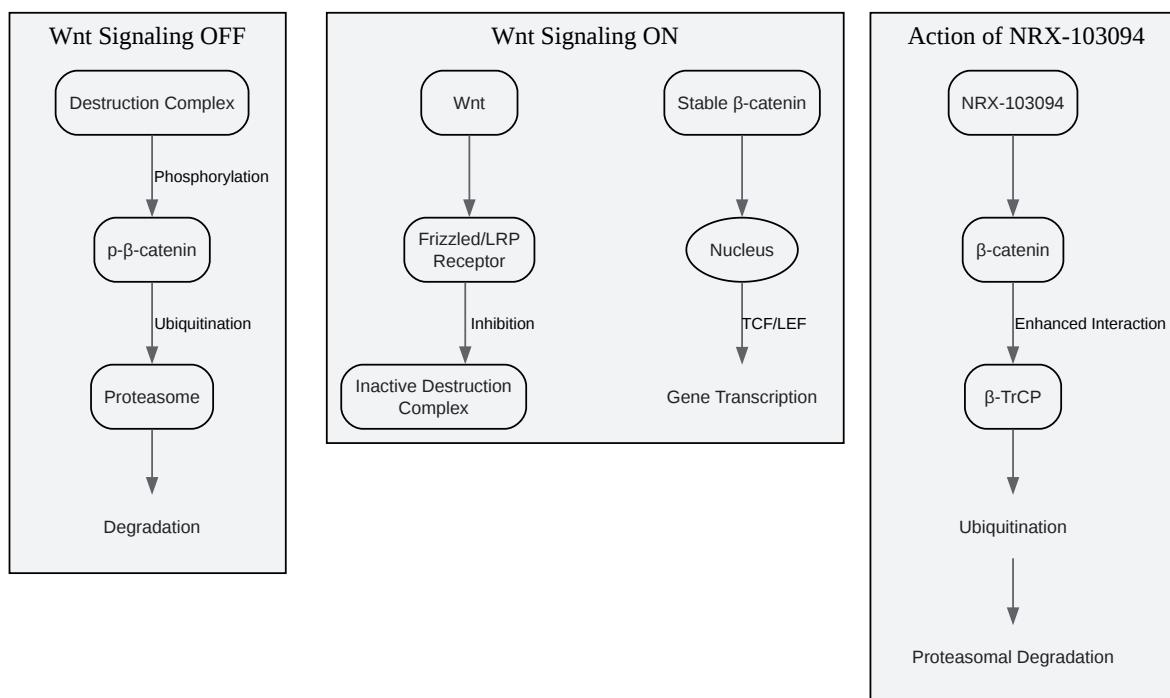 Wnt Signaling OFF
Destruction Complex
Phosphorylation
p-β-catenin
Ubiquitination
Proteasome
Degradation
Wnt Signaling ON
Wnt
Frizzled/LRP
Receptor
Inhibition
Inactive Destruction
Complex
Stable β-catenin
Nucleus
TCF/LEF
Gene Transcription
Action of NRX-103094
NRX-103094
β-catenin
Enhanced Interaction
β-TrCP
Ubiquitination
Proteasomal Degradation